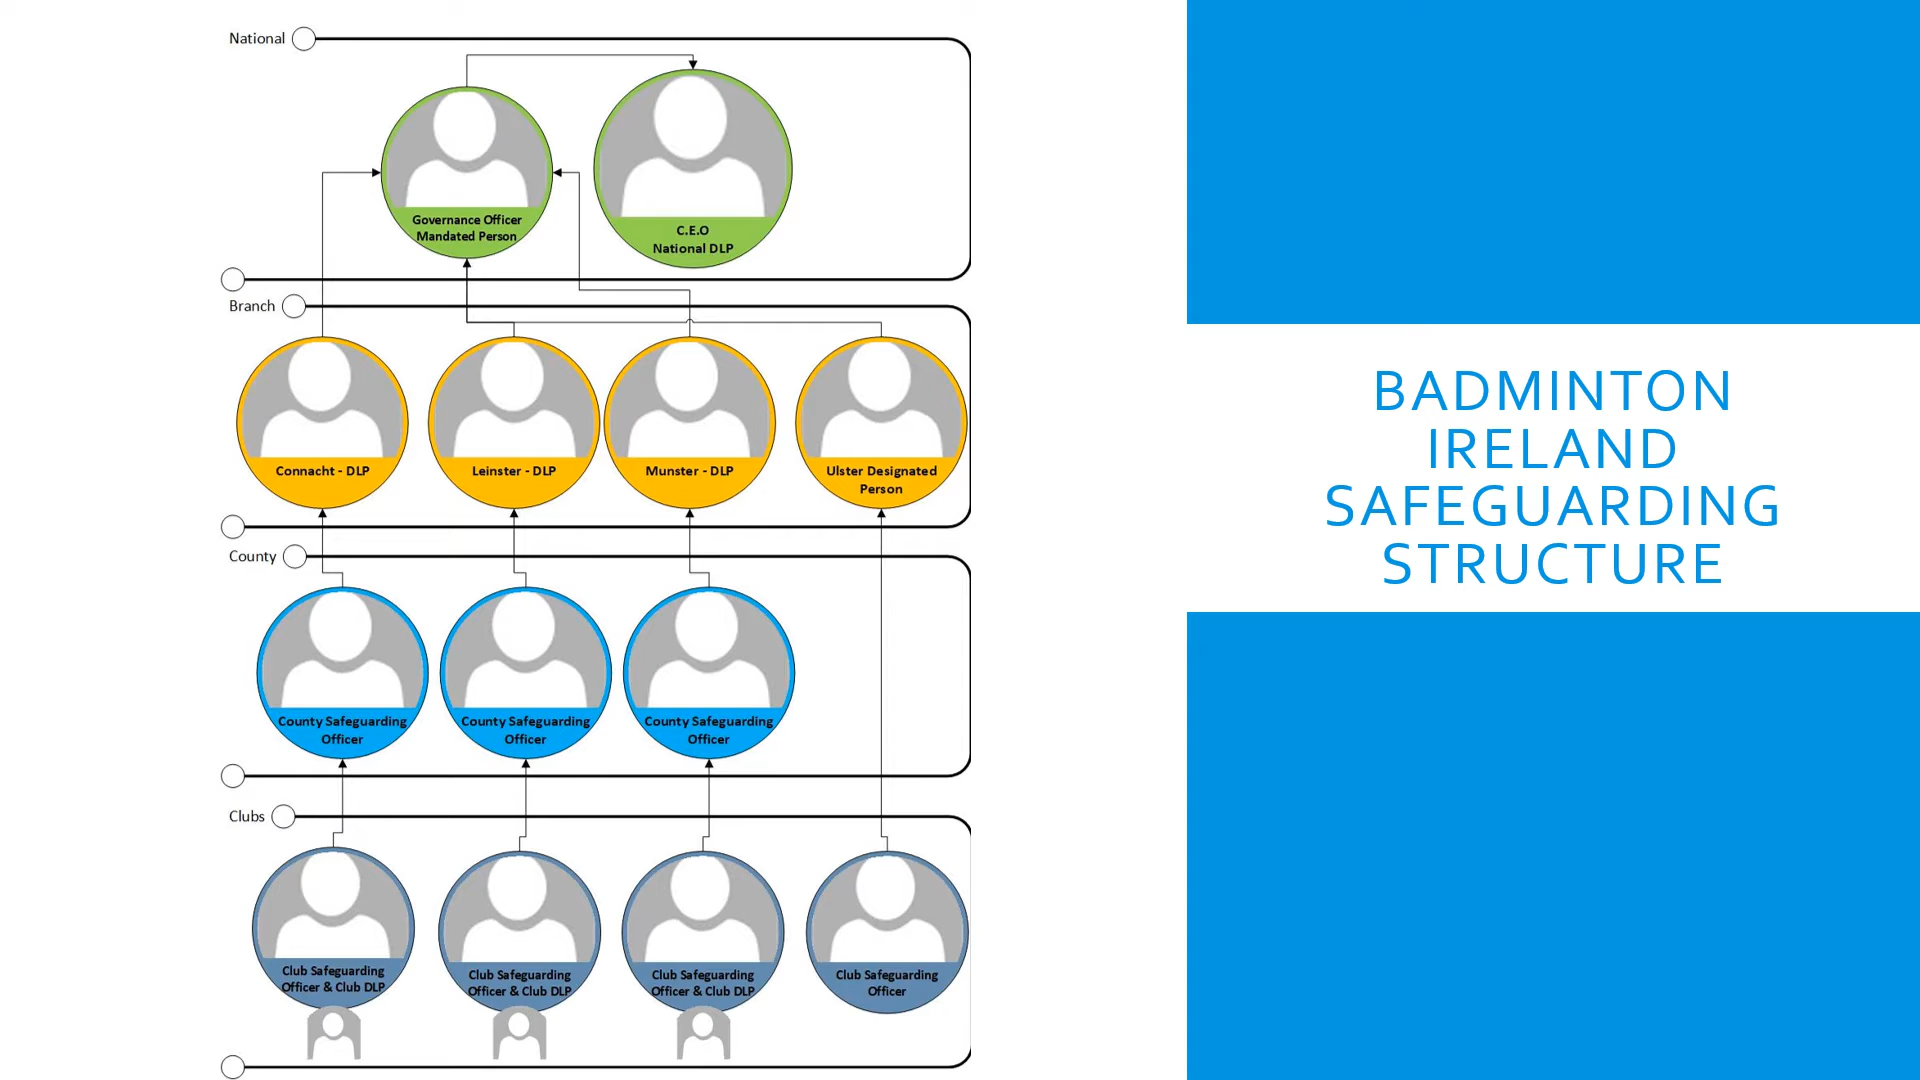 National
Governance Officer
Mandated Person
C.E.O
National DLP
Branch
Connacht - DLP
Leinster - DLP
Munster - DLP
Ulster Designated
Person
County
County Safeguarding
Officer
County Safeguarding
Officer
County Safeguarding
Officer
Clubs
Club Safeguarding
Officer & Club DLP
Club Safeguarding
Officer & Club DLP
Club Safeguarding
Officer & Club DLP
Club Safeguarding
Officer
BADMINTON
IRELAND
SAFEGUARDING
STRUCTURE